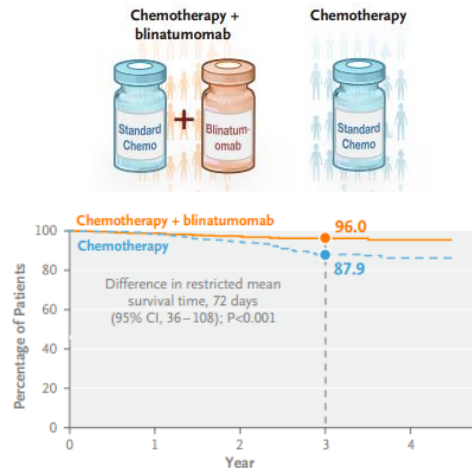 Chemotherapy +
blinatumomab
Chemotherapy
Standard
Chemo
+
Blinatum-
omab
Standard
Chemo
Chemotherapy + blinatumomab
96.0
Chemotherapy
87.9
Difference in restricted mean
survival time, 72 days
(95% CI, 36–108); P<0.001
Percentage of Patients
100
80
60
40
20
0
0
1
2
3
4
Year